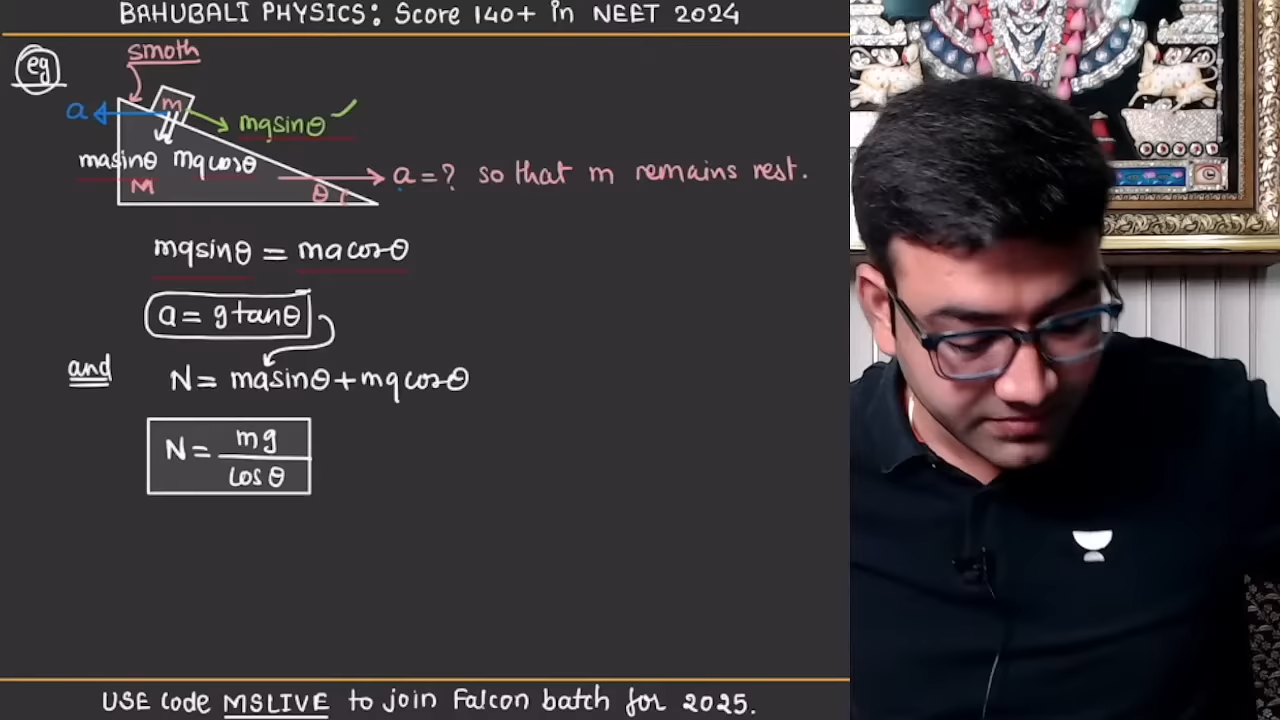 BAHUBALI PHYSICS: Score 140+ in NEET 2024
eg
smoth
m
a
mgsinθ
masinθ mgcosθ
M
θ
a = ? so that m remains rest.
mgsinθ = macosθ
a = gtanθ
and
N = masinθ + mgcosθ
N = mg/cosθ
USE Code MSLIVE to join Falcon batch for 2025.